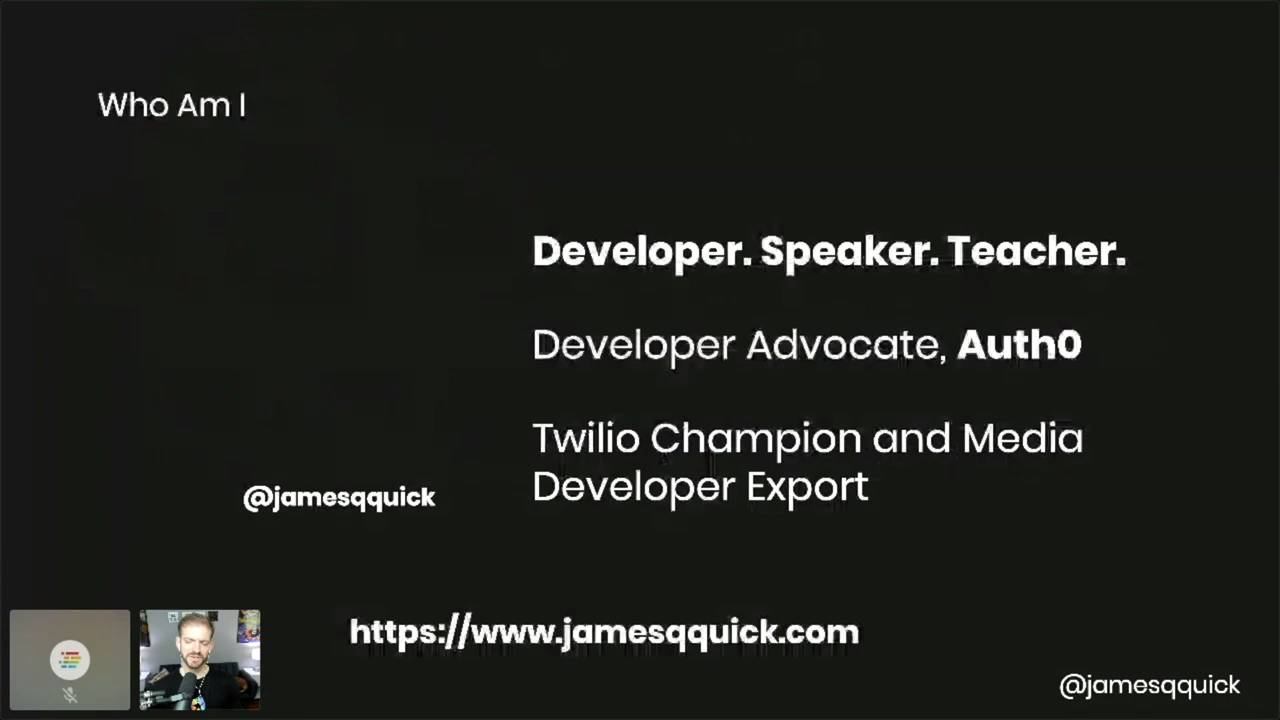 Who Am I
Developer. Speaker. Teacher.
Developer Advocate, Auth0
Twilio Champion and Media
Developer Export
@jamesqquick
https://www.jamesqquick.com
@jamesqquick